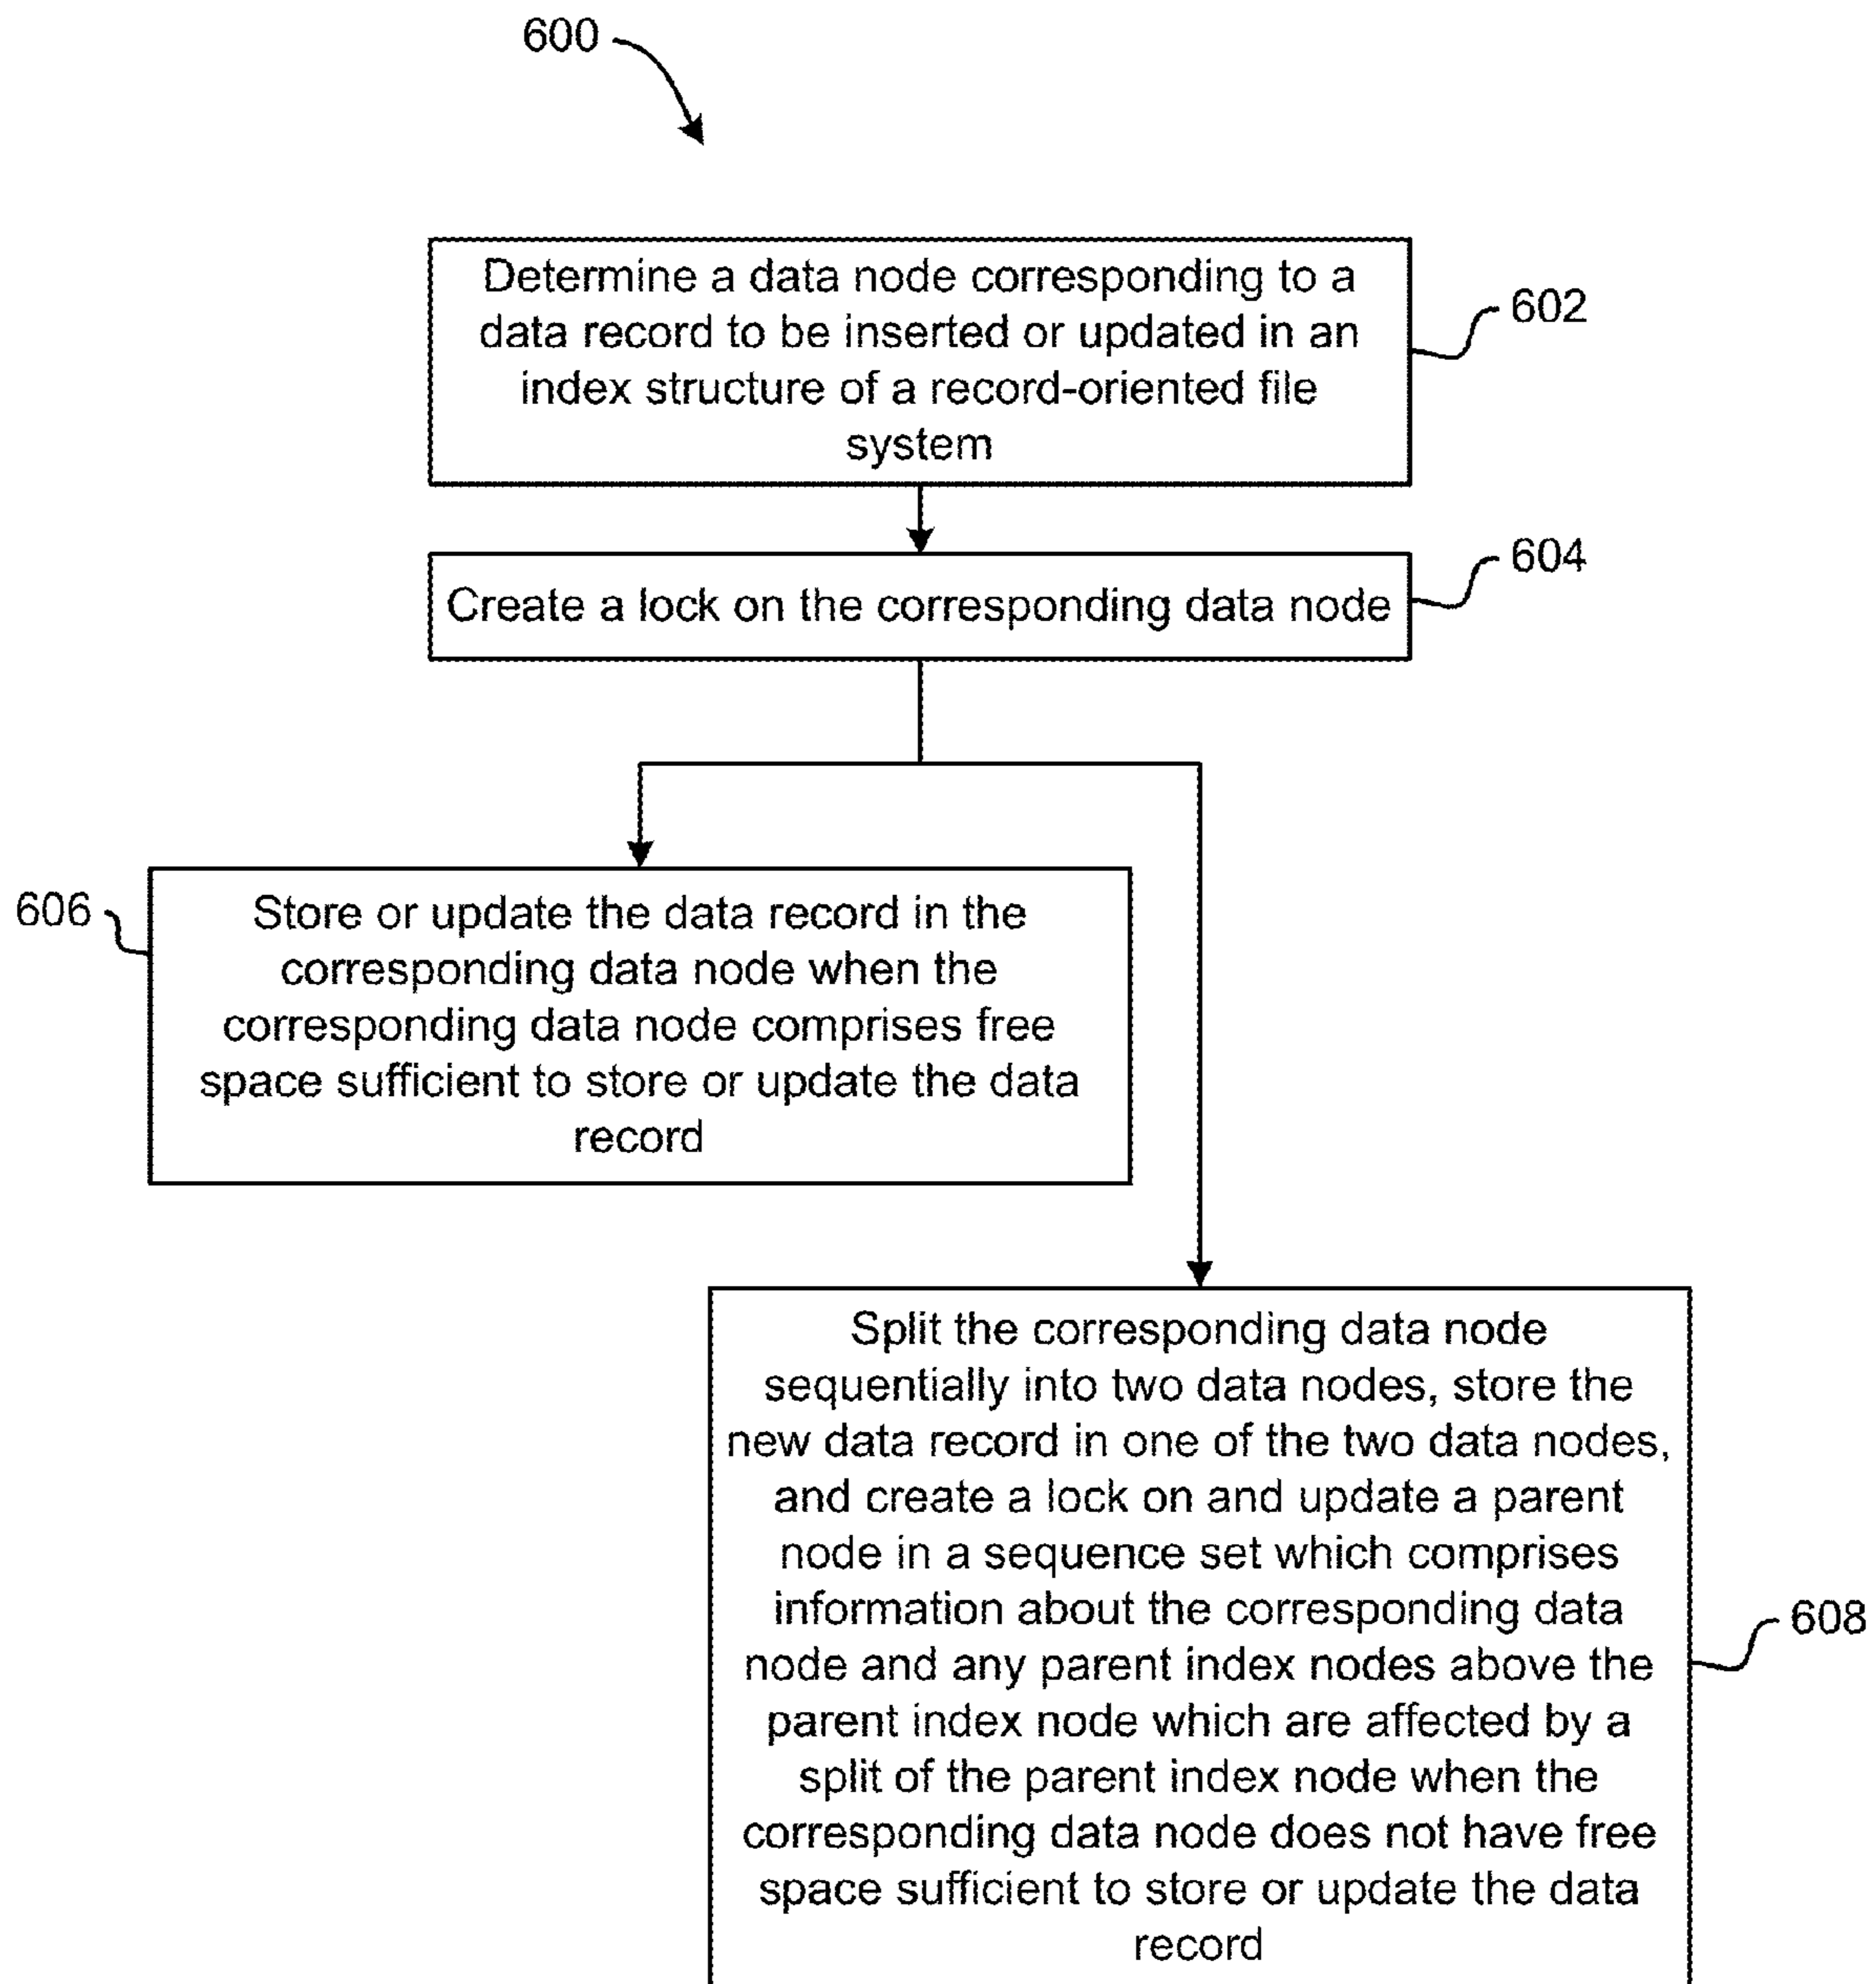 600
Determine a data node corresponding to a
data record to be inserted or updated in an
index structure of a record-oriented file
system
602
Create a lock on the corresponding data node
604
606
Store or update the data record in the
corresponding data node when the
corresponding data node comprises free
space sufficient to store or update the data
record
Split the corresponding data node
sequentially into two data nodes, store the
new data record in one of the two data nodes,
and create a lock on and update a parent
node in a sequence set which comprises
information about the corresponding data
node and any parent index nodes above the
parent index node which are affected by a
split of the parent index node when the
corresponding data node does not have free
space sufficient to store or update the data
record
608